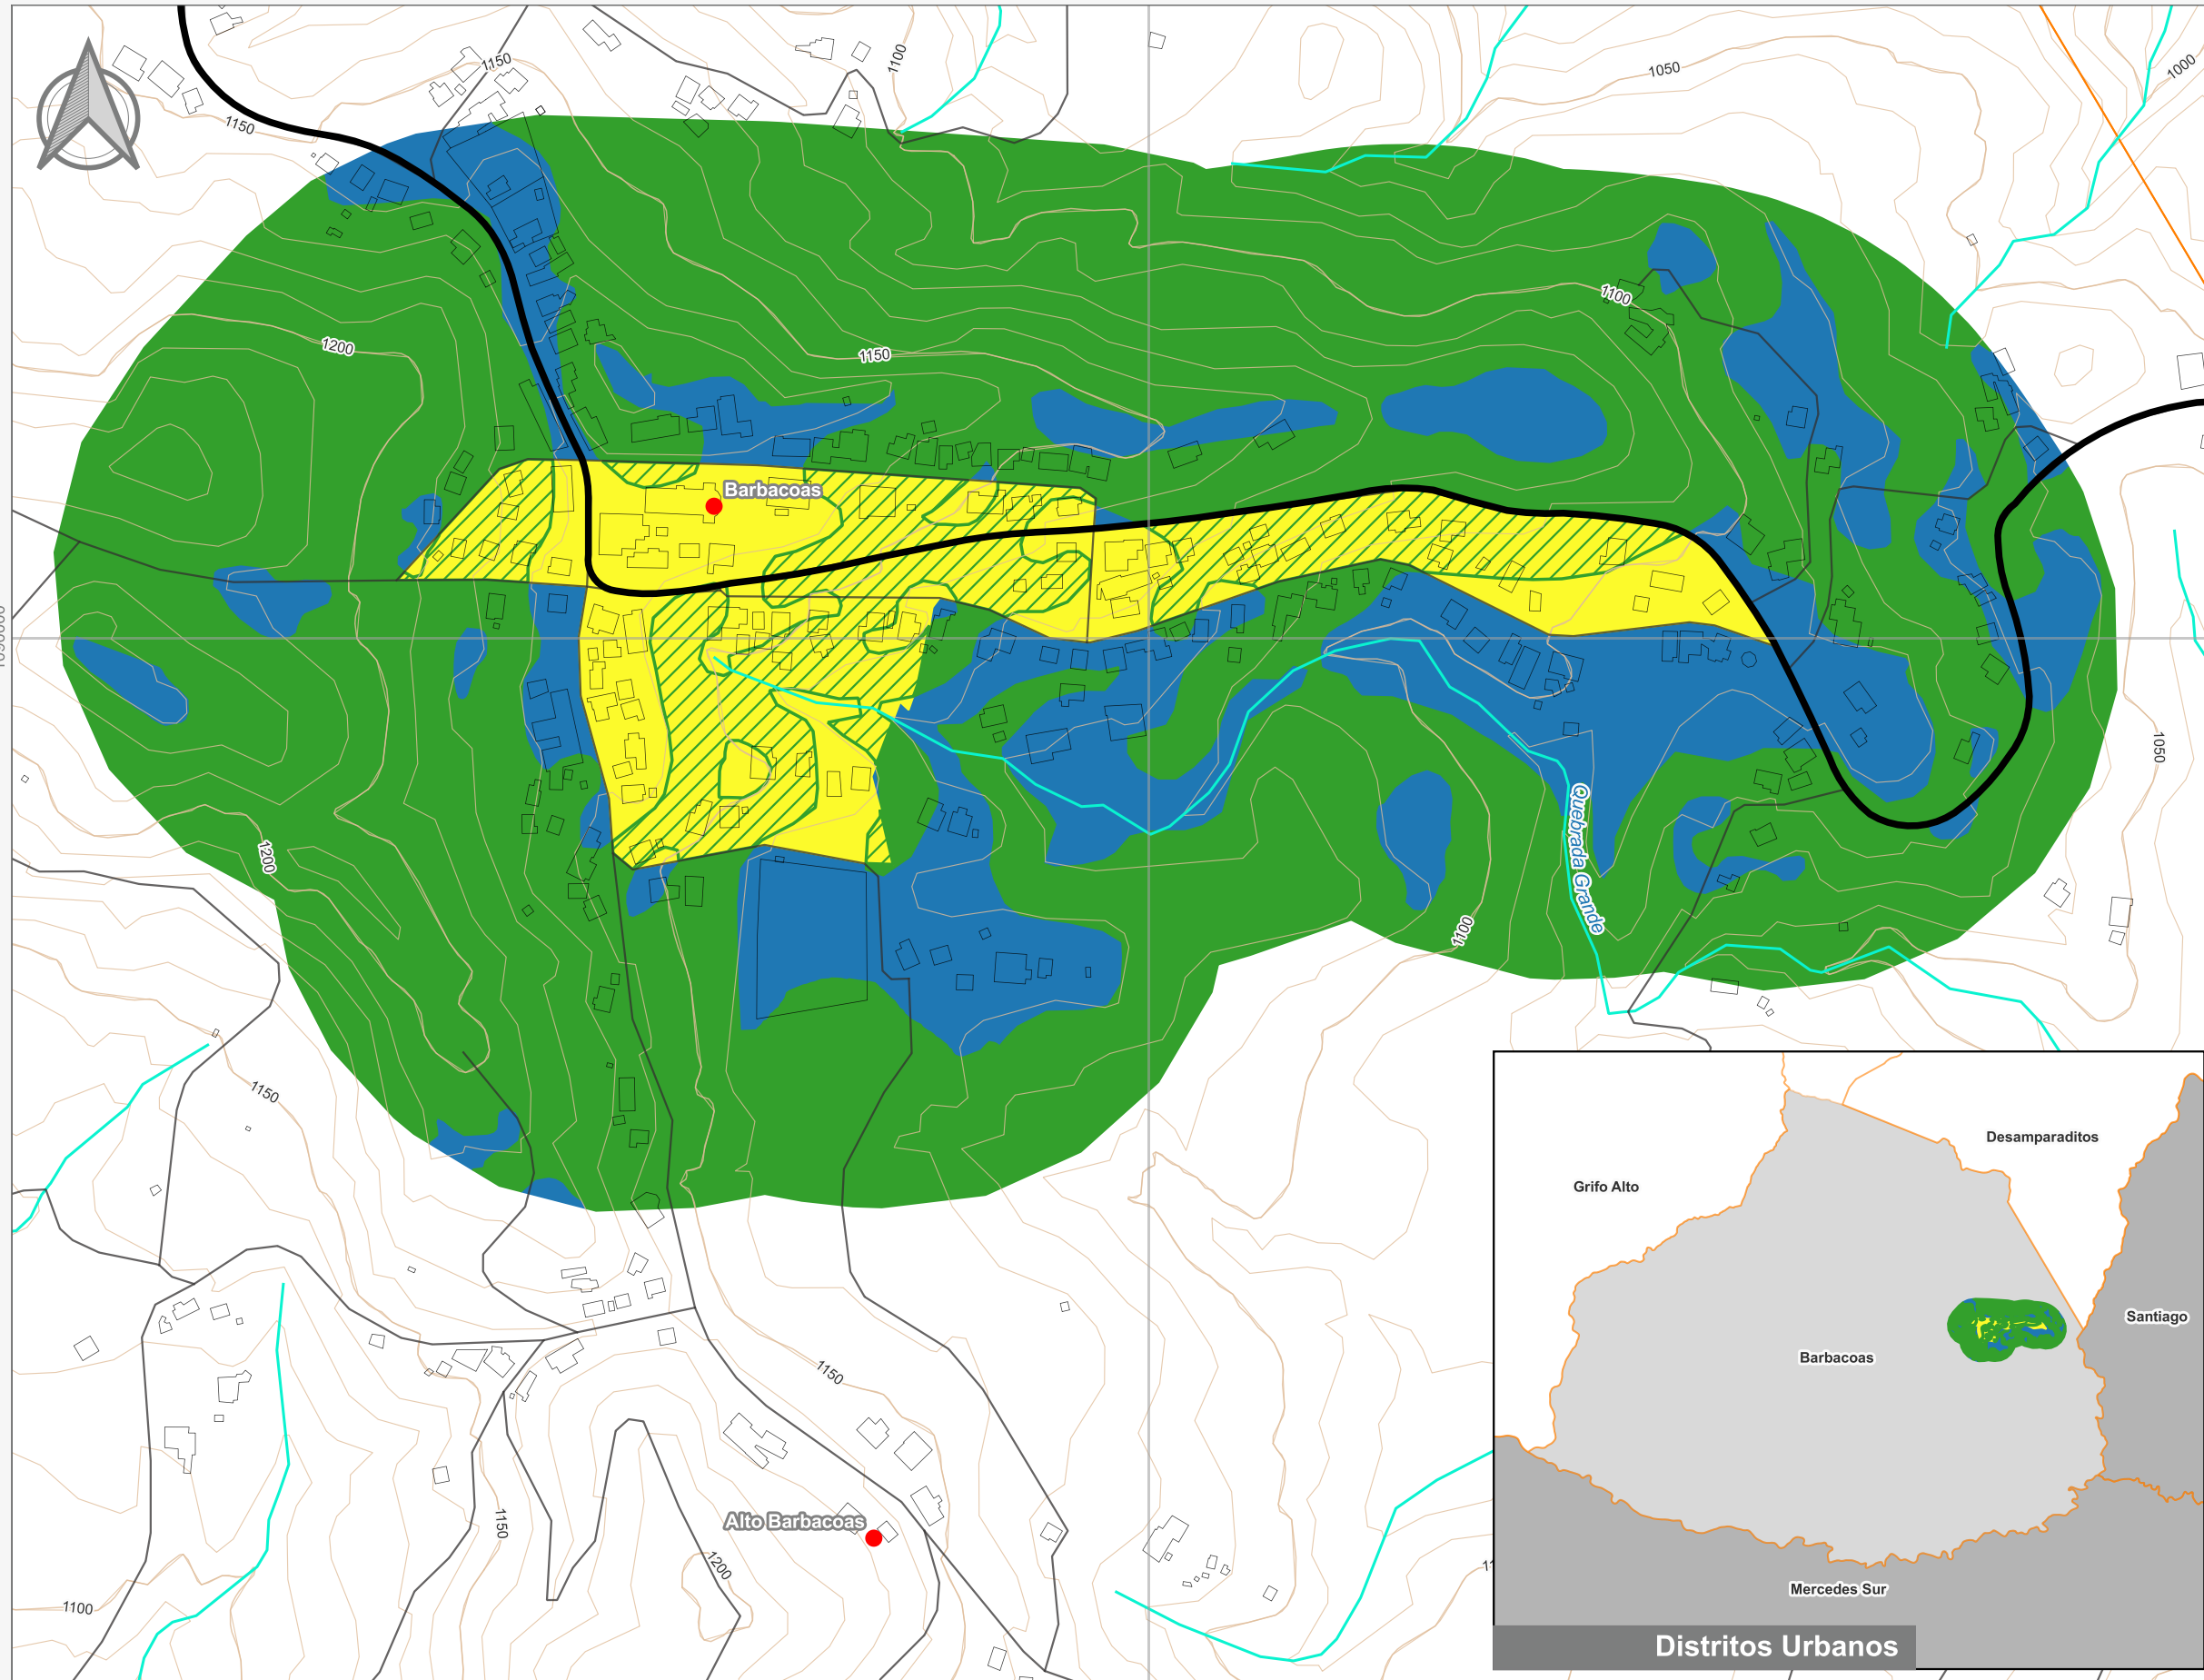 1150
1100
1050
1000
1150
1100
1200
1150
Barbacoas
1050
1200
Quebrada Grande
1100
1150
Desamparaditos
Grifo Alto
Santiago
Barbacoas
1150
1150
Alto Barbacoas
1200
1100
Mercedes Sur
Distritos Urbanos